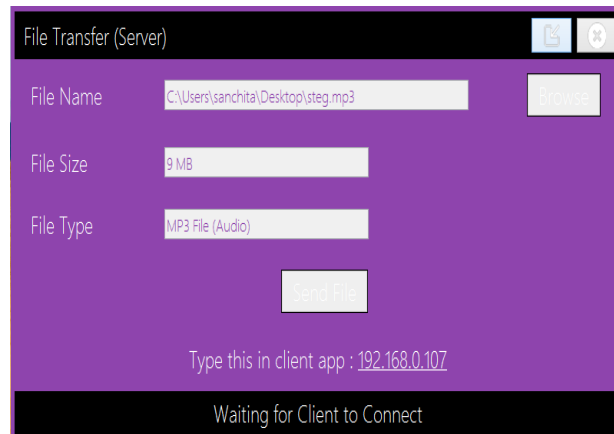 File Transfer (Server)
File Name C:\Users\sanchita\Desktop\steg.mp3 Browse
File Size 9 MB
File Type MP3 File (Audio)
Send File
Type this in client app : 192.168.0.107
Waiting for Client to Connect